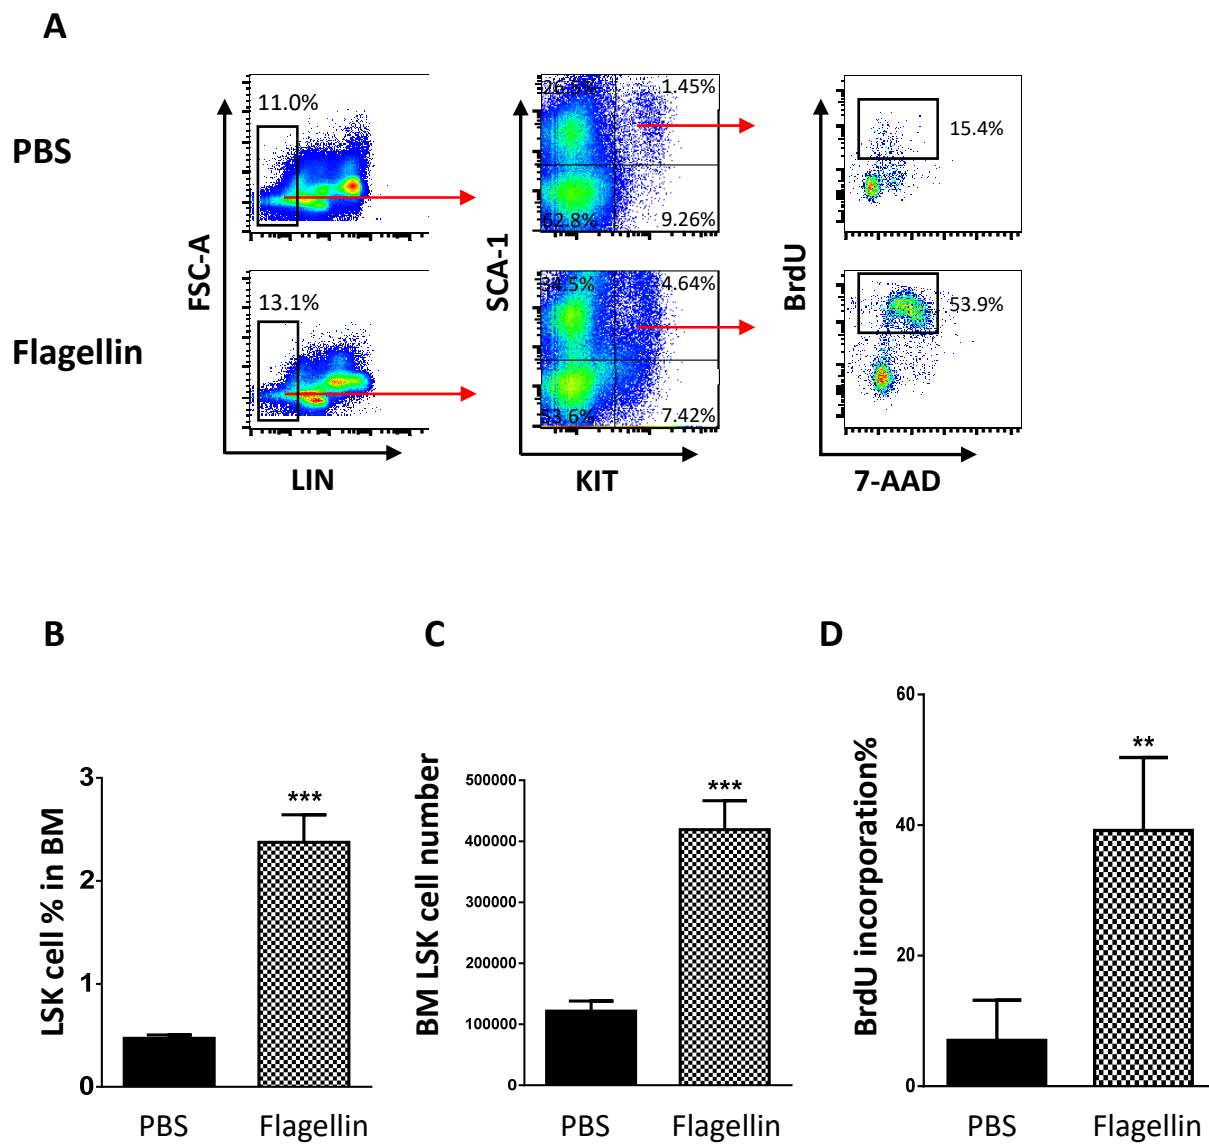 A
PBS
11.0%
26.5%
1.45%
62.8%
9.26%
15.4%
FSC-A
SCA-1
BrdU
Flagellin
13.1%
34.5%
4.64%
53.6%
7.42%
53.9%
LIN
KIT
7-AAD
B
C
D
LSK cell % in BM
3
2
1
0
***
PBS
Flagellin
BM LSK cell number
500000
400000
300000
200000
100000
0
***
PBS
Flagellin
BrdU incorporation%
60
40
20
0
**
PBS
Flagellin